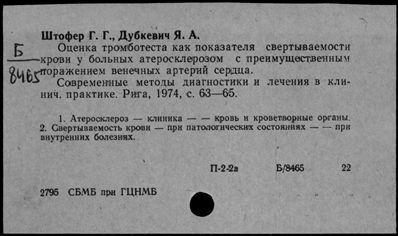 Штофер Г. Г., Дубкевич Я. А.
Б
8465
Оценка тромботеста как показателя свертываемости
крови у больных атеросклерозом с преимущественным
поражением венечных артерий сердца.
Современные методы диагностики и лечения в кли-
нич. практике. Рига, 1974, с. 63—65.
1. Атеросклероз — клиника — — кровь и кроветворные органы.
2. Свертываемость крови — при патологических состояниях — — при
внутренних болезнях.
П-2-2а Б/8465 22
2795 СБМБ при ГЦНМБ